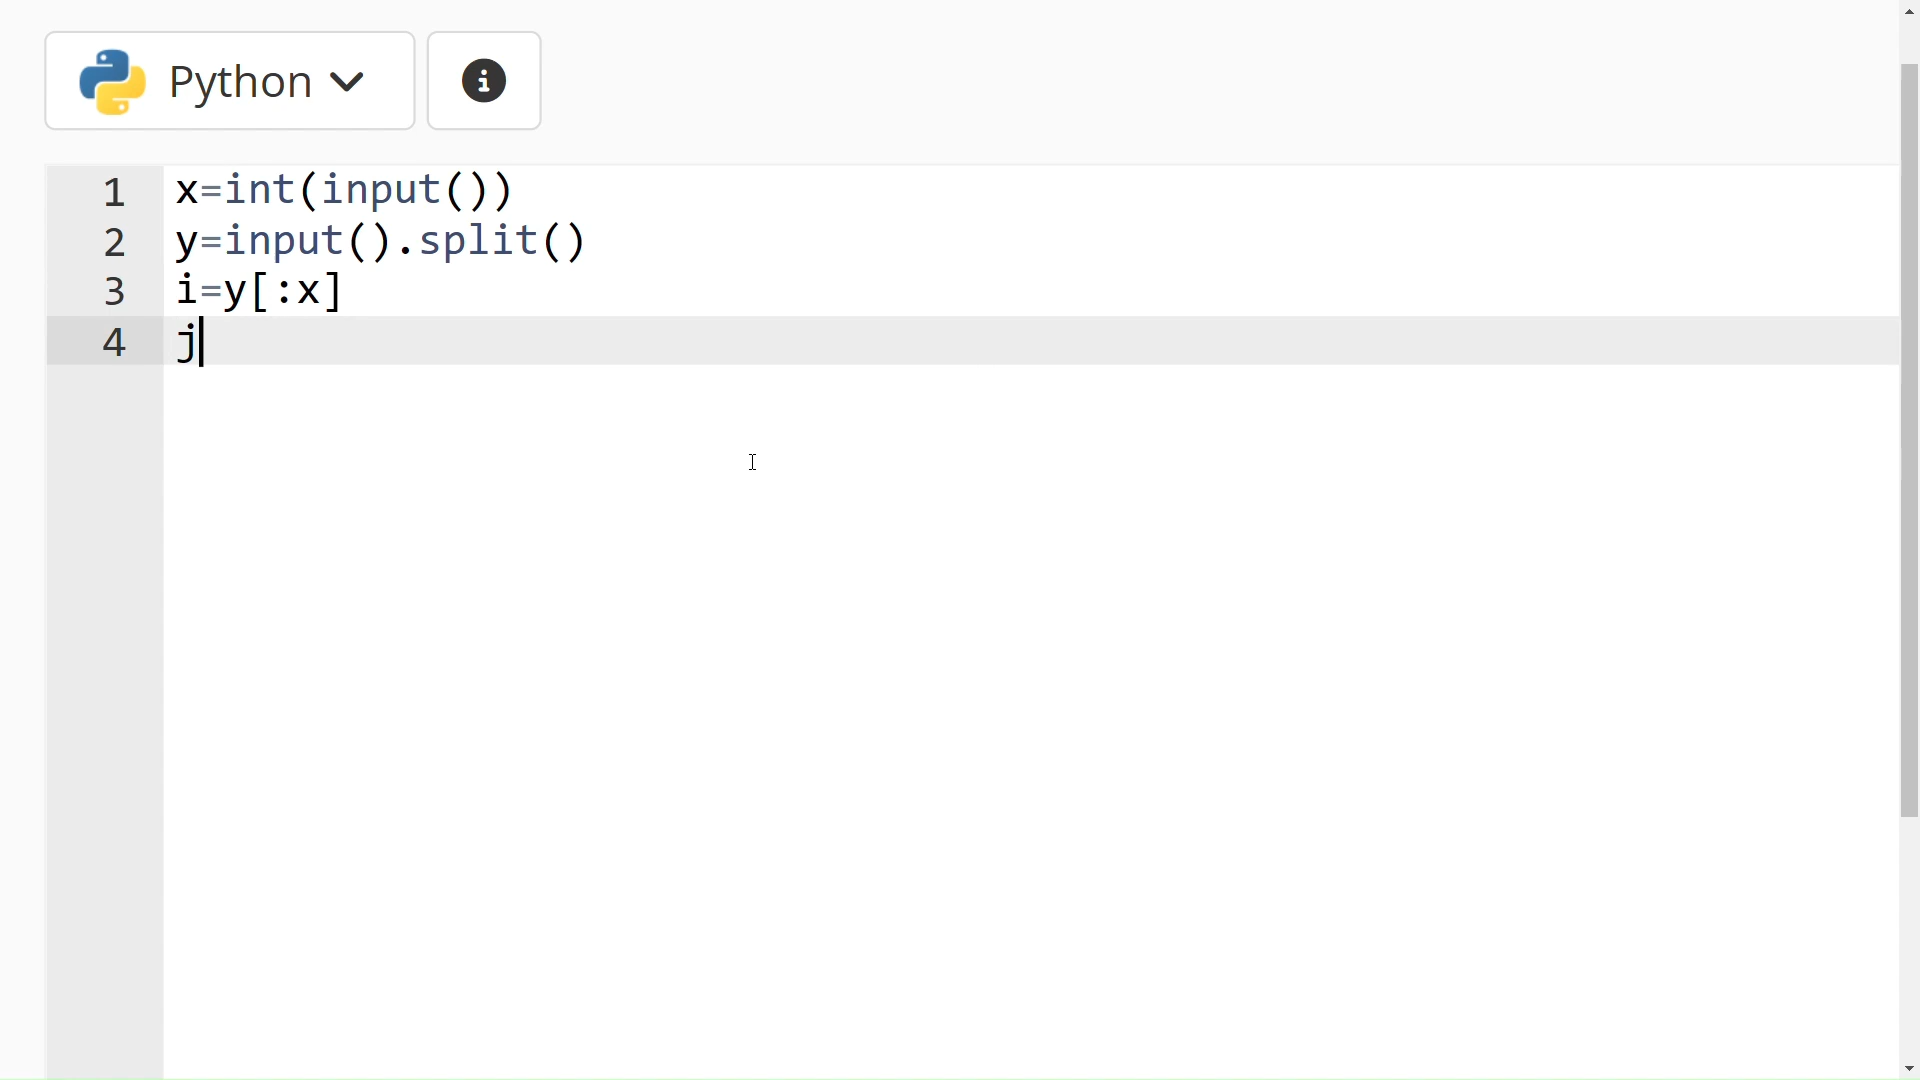 Python
1 x=int(input())
2 y=input().split()
3 i=y[:x]
4 j